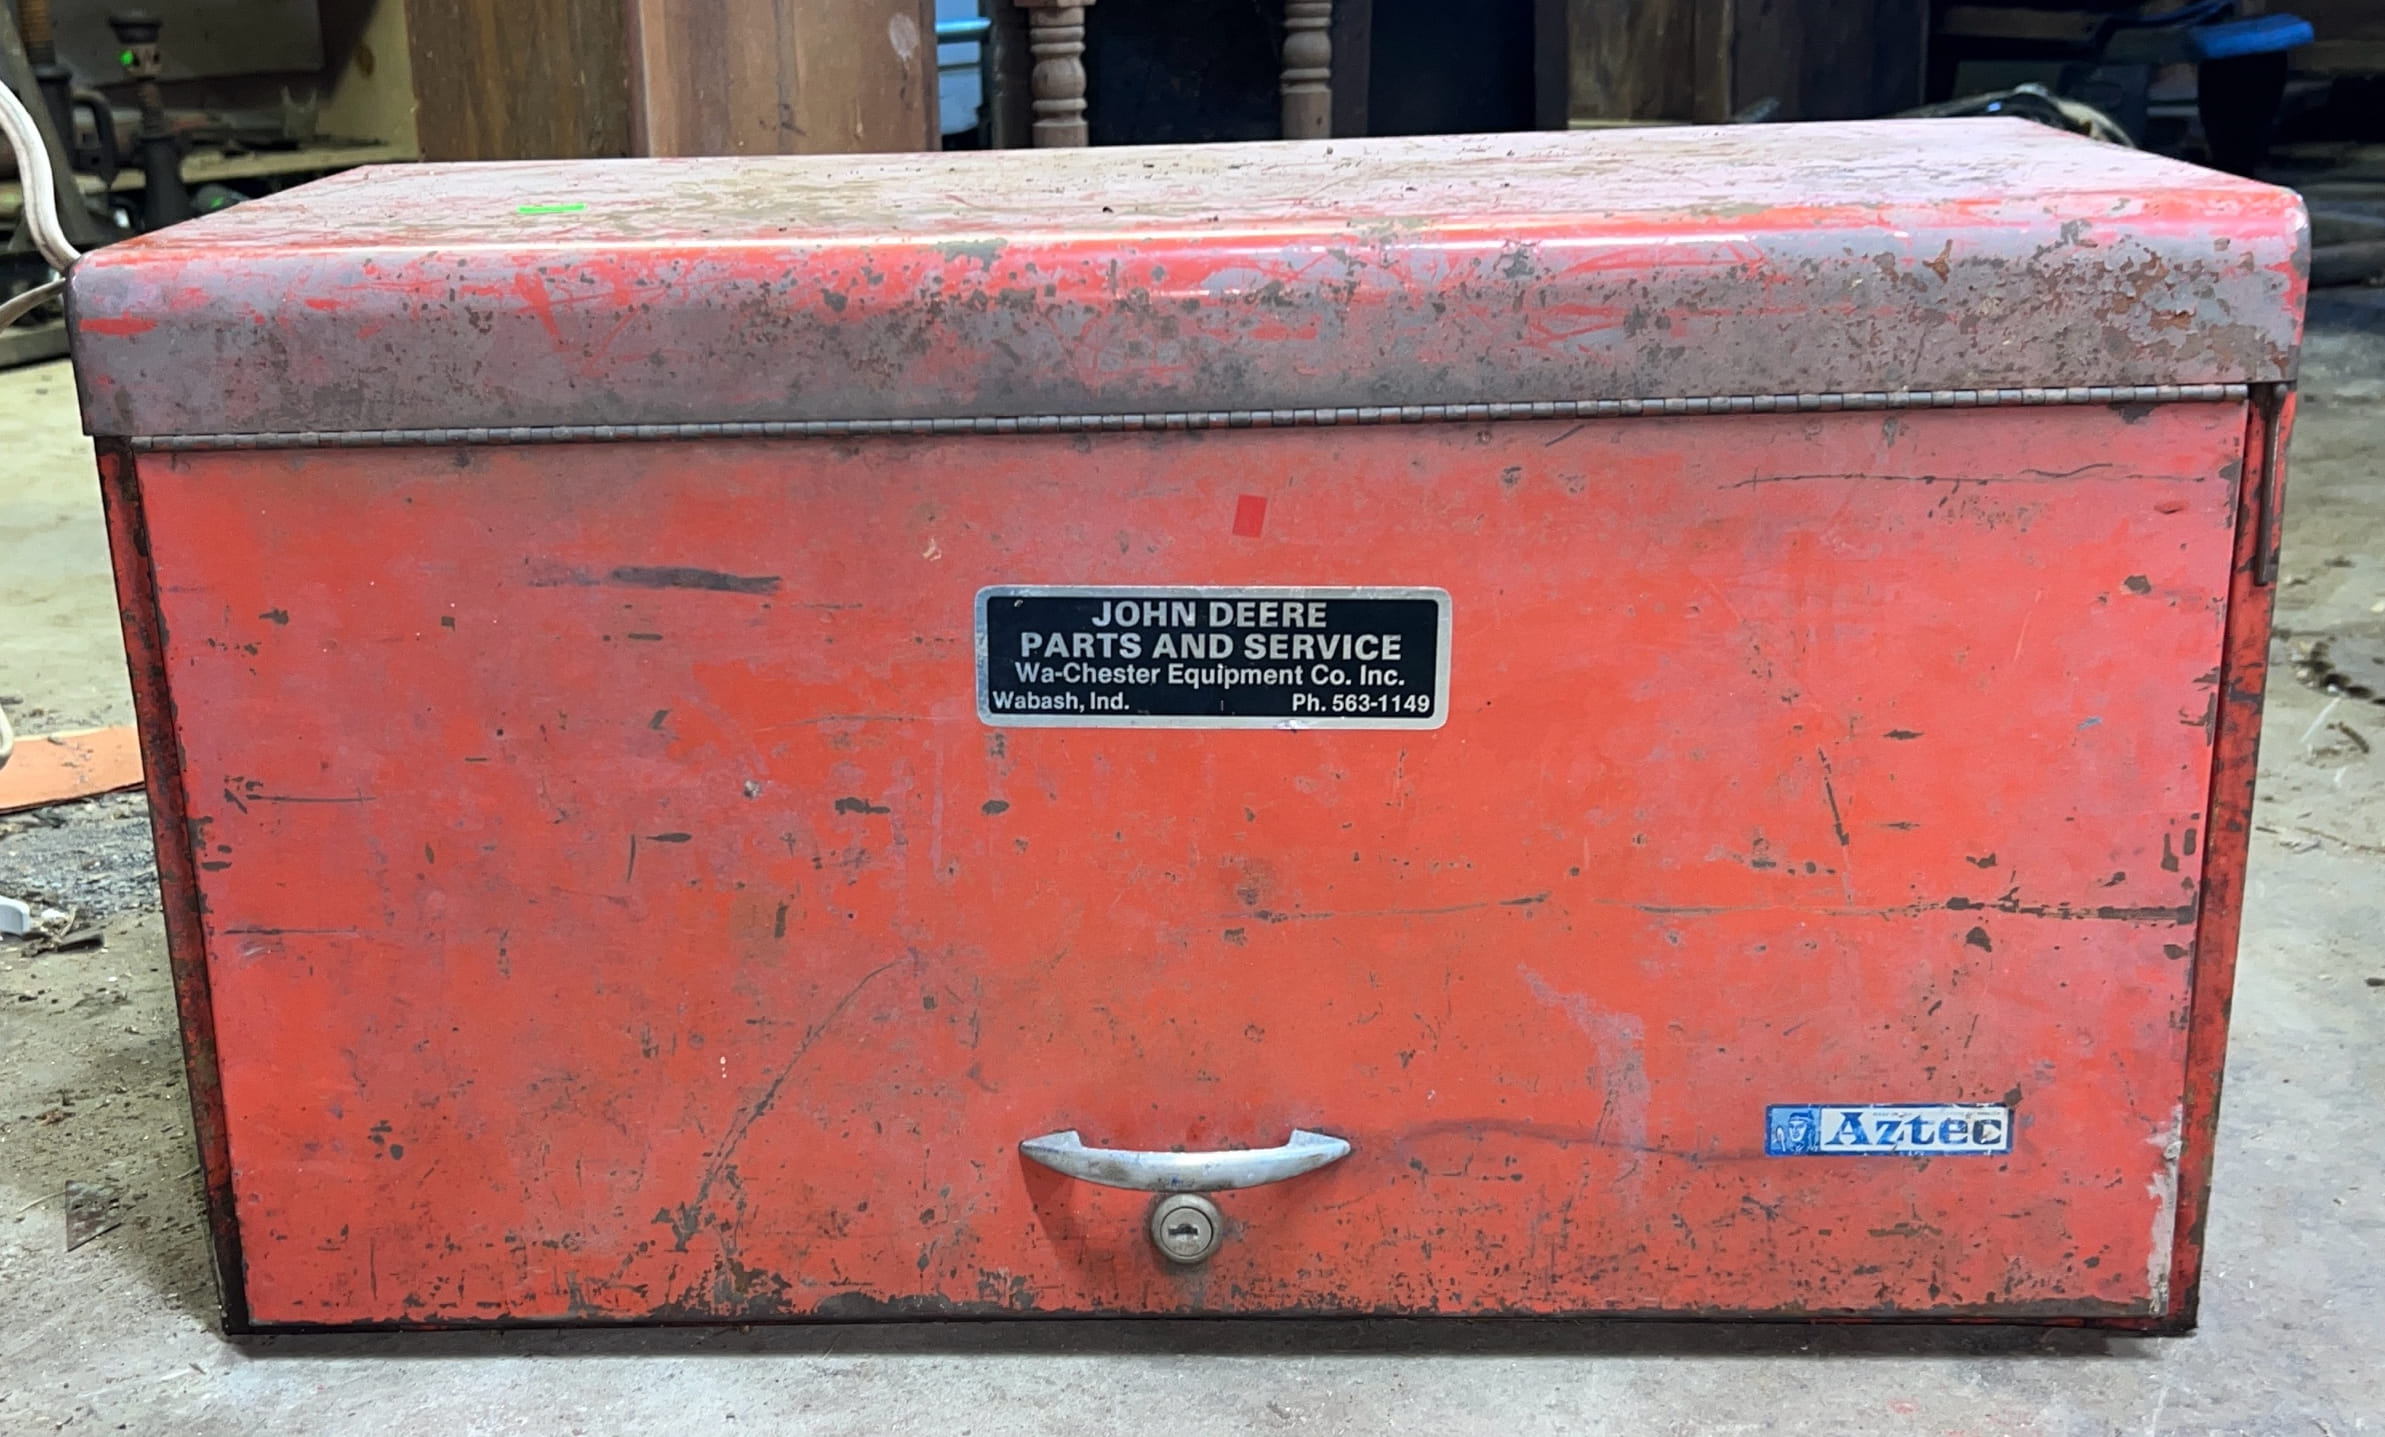 JOHN DEERE
PARTS AND SERVICE
Wa-Chester Equipment Co. Inc.
Wabash, Ind. Ph. 563-1149
Aztec